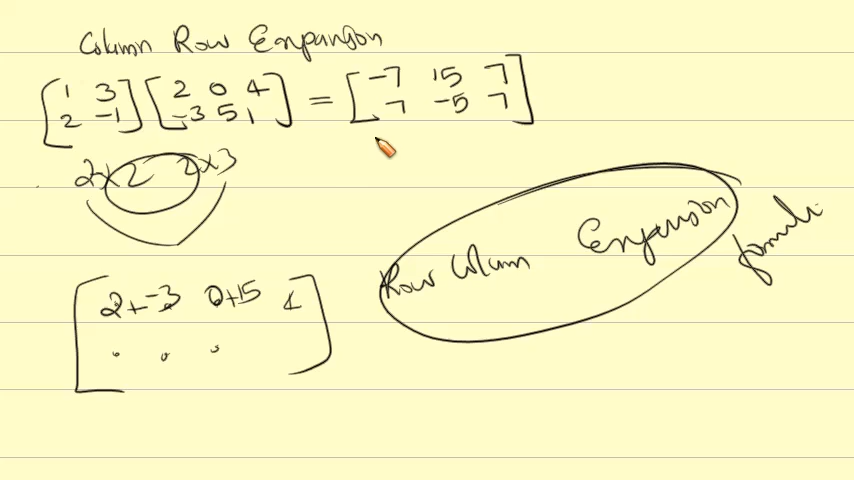 Column Row Expansion
[1 3 2 -1] [2 0 4 -3 5 1] = [-7 15 7 7 -5 7]
2x2 2x3
Row Column Expansion formula
[2+-3 0+15 4
. . . ]